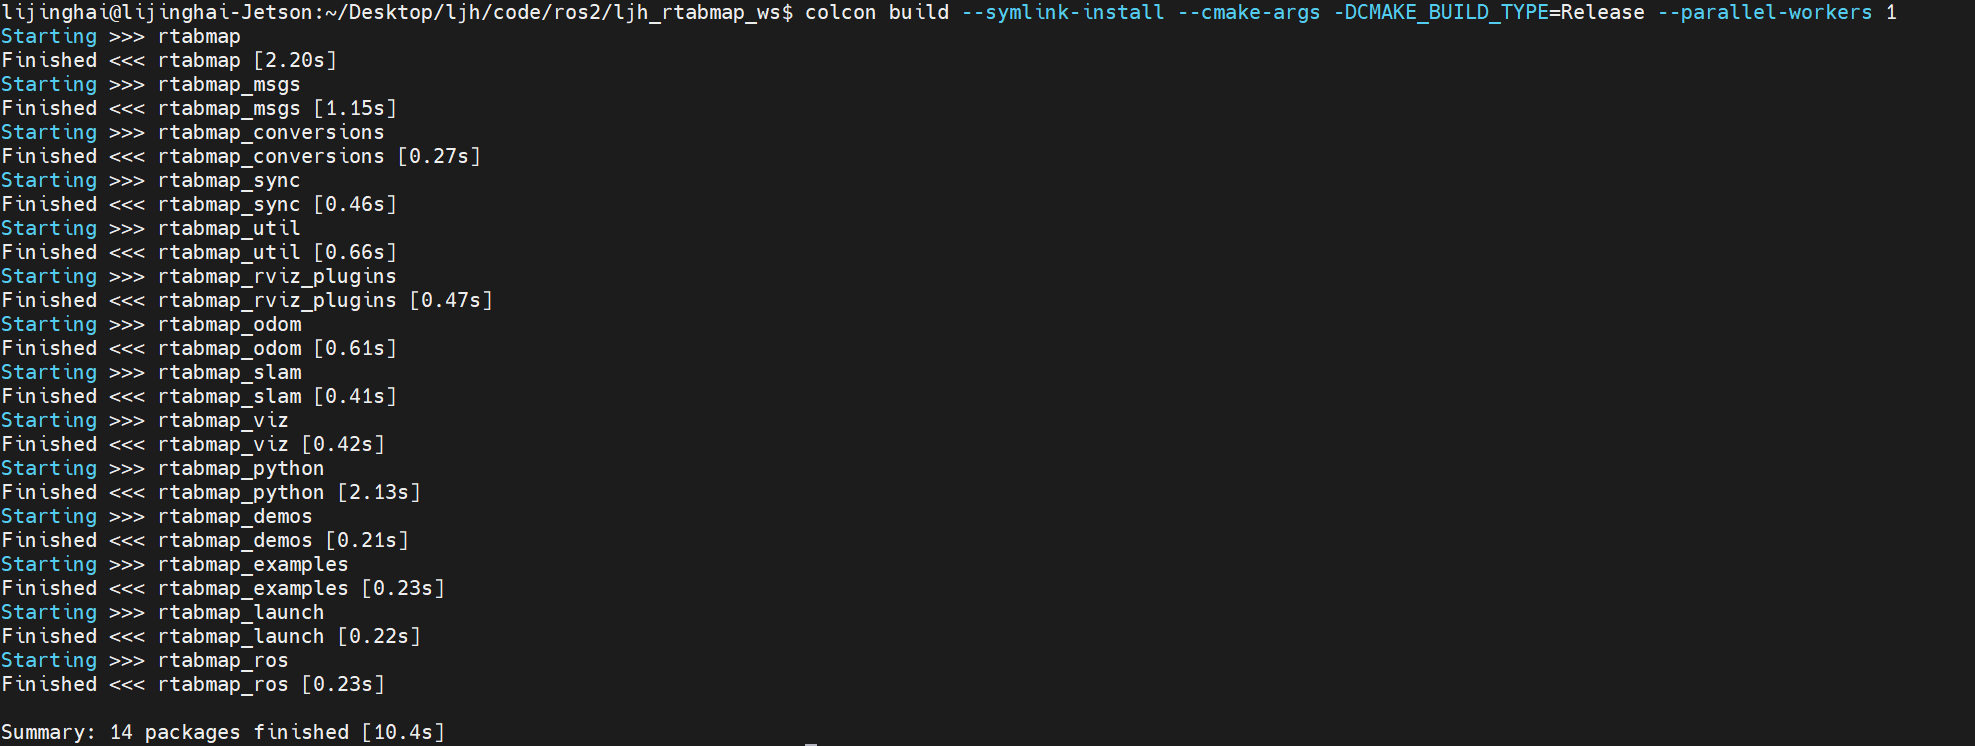 lijinghai@lijinghai-Jetson:~/Desktop/ljh/code/ros2/ljh_rtabmap_ws$ colcon build --symlink-install --cmake-args -DCMAKE_BUILD_TYPE=Release --parallel-workers 1
Starting >>> rtabmap
Finished <<< rtabmap [2.20s]
Starting >>> rtabmap_msgs
Finished <<< rtabmap_msgs [1.15s]
Starting >>> rtabmap_conversions
Finished <<< rtabmap_conversions [0.27s]
Starting >>> rtabmap_sync
Finished <<< rtabmap_sync [0.46s]
Starting >>> rtabmap_util
Finished <<< rtabmap_util [0.66s]
Starting >>> rtabmap_rviz_plugins
Finished <<< rtabmap_rviz_plugins [0.47s]
Starting >>> rtabmap_odom
Finished <<< rtabmap_odom [0.61s]
Starting >>> rtabmap_slam
Finished <<< rtabmap_slam [0.41s]
Starting >>> rtabmap_viz
Finished <<< rtabmap_viz [0.42s]
Starting >>> rtabmap_python
Finished <<< rtabmap_python [2.13s]
Starting >>> rtabmap_demos
Finished <<< rtabmap_demos [0.21s]
Starting >>> rtabmap_examples
Finished <<< rtabmap_examples [0.23s]
Starting >>> rtabmap_launch
Finished <<< rtabmap_launch [0.22s]
Starting >>> rtabmap_ros
Finished <<< rtabmap_ros [0.23s]
Summary: 14 packages finished [10.4s]